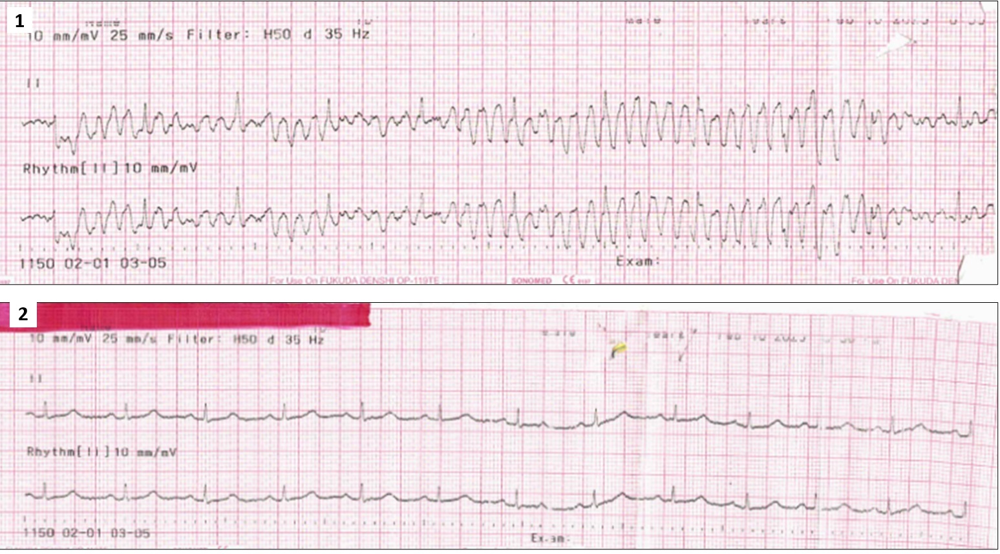 1
10 mm/mV 25 mm/s Filter: H50 d 35 Hz
II
Rhythm[II]10 mm/mV
1150 02-01 03-05
Exam:
For Use On FUKUDA DENSHI OP-119TE
SONOMED CE
For Use On FUKUDA DEN
2
10 mm/mV 25 mm/s Filter: H50 d 35 Hz
II
Rhythm[II]10 mm/mV
1150 02-01 03-05